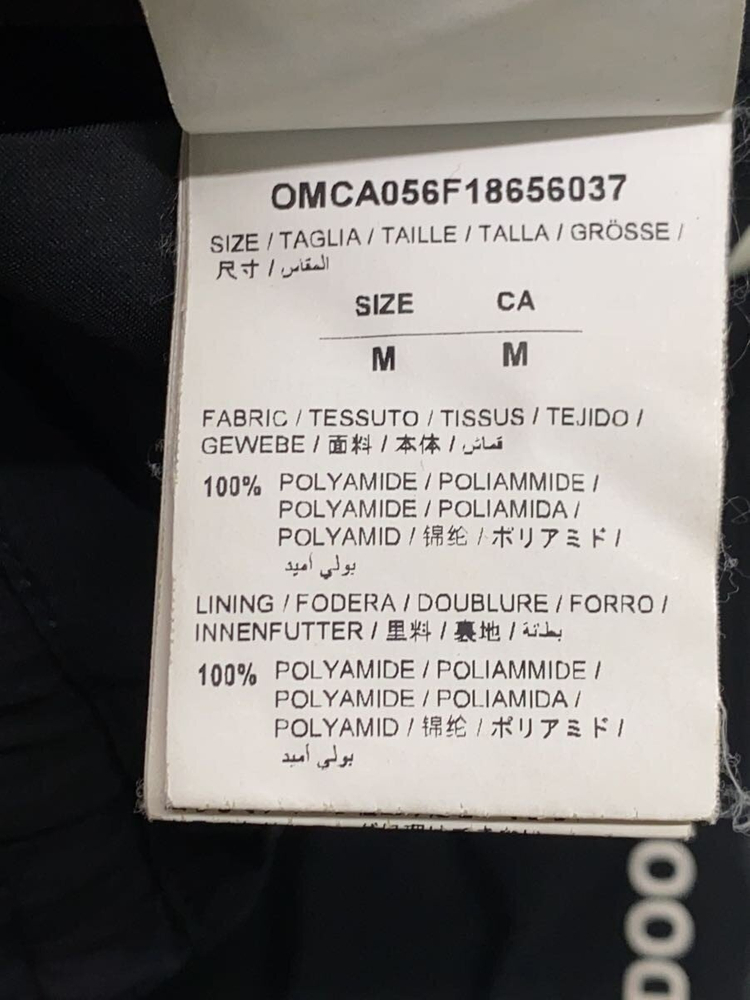 OMCA056F18656037
SIZE / TAGLIA / TAILLE / TALLA / GRÖSSE /
尺寸 / المقاس
SIZE CA
M M
FABRIC / TESSUTO / TISSUS / TEJIDO /
GEWEBE / 面料 / 本体 / قماش
100% POLYAMIDE / POLIAMMIDE /
POLYAMIDE / POLIAMIDA /
POLYAMID / 锦纶 / ポリアミド /
بولي أميد
LINING / FODERA / DOUBLURE / FORRO /
INNENFUTTER / 里料 / 裏地 / بطانة
100% POLYAMIDE / POLIAMMIDE /
POLYAMIDE / POLIAMIDA /
POLYAMID / 锦纶 / ポリアミド /
بولي أميد